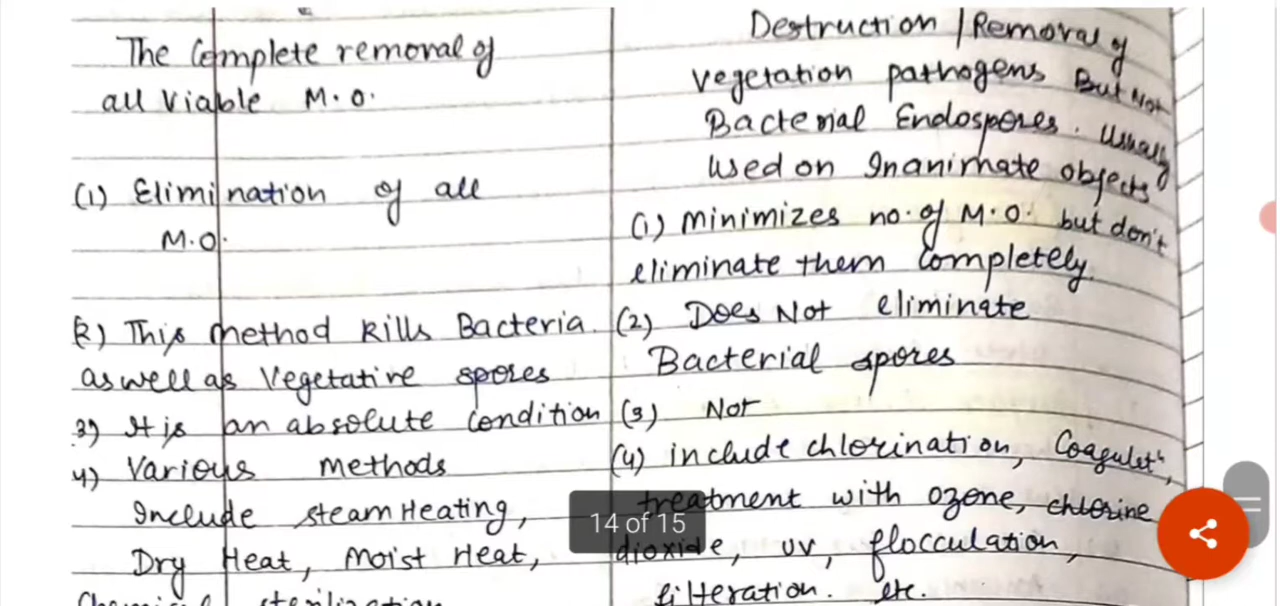 The Complete removal of
all Viable M.O.
(1) Elimination of all
M.O.
(2) This method Kills Bacteria
as well as Vegetative spores
3) It is an absolute condition
4) Various methods
Include steam Heating,
Dry Heat, Moist Heat,
Chemical sterilization
Destruction / Removal of
vegetation pathogens But Not
Bacterial Endospores. Usually
Used on Inanimate objects
(1) minimizes no. of M.O. but don't
eliminate them Completely.
(2) Does Not eliminate
Bacterial spores
(3) Not
(4) include chlorination, Coagulatn,
treatment with ozone, chlorine
dioxide, UV, flocculation,
filteration. etc.
14 of 15